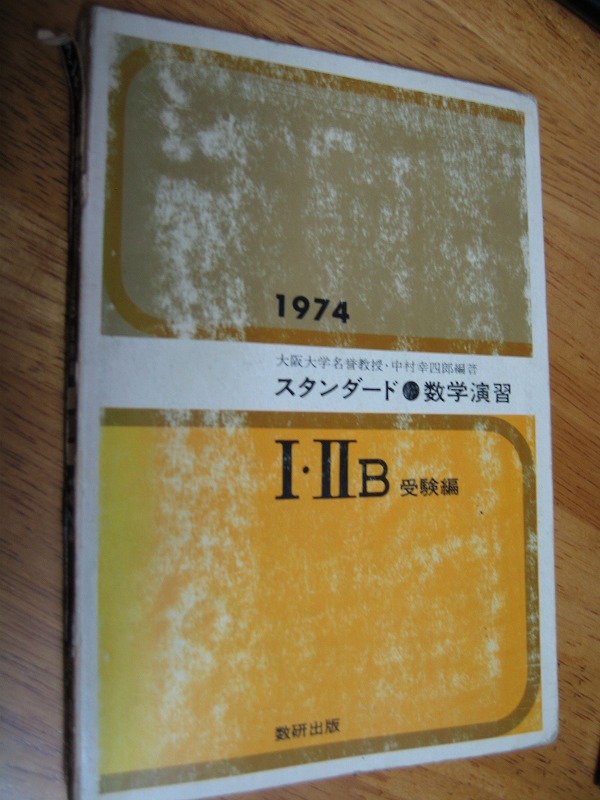 1974
大阪大学名誉教授・中村幸四郎編著
スタンダード 数学演習
I・IIB 受験編
数研出版